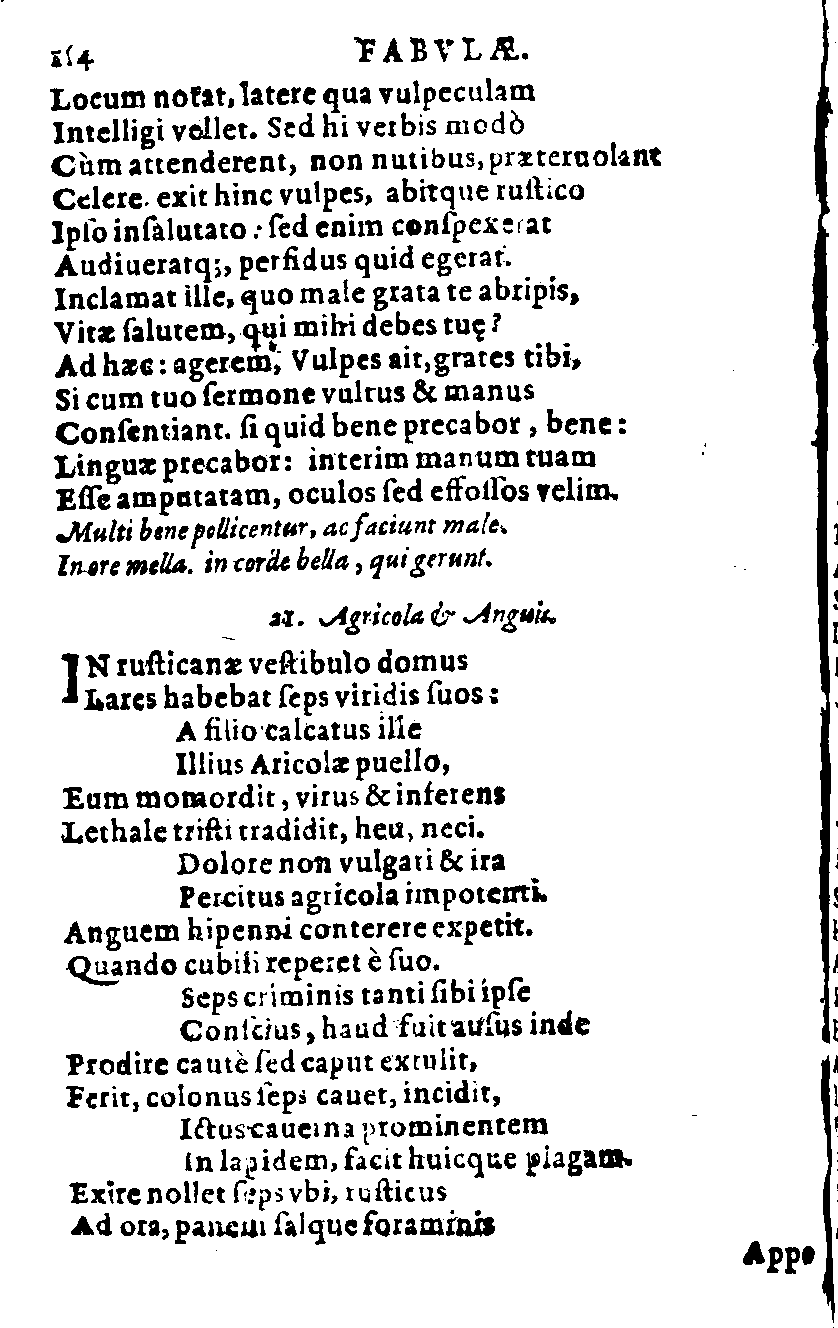 154 FABVLÆ.
Locum notat, latere qua vulpeculam
Intelligi vellet. Sed hi verbis modò
Cùm attenderent, non nutibus, præteruolant
Celere. exit hinc vulpes, abitque ruſtico
Ipſo inſalutato : ſed enim conſpexerat
Audiueratq;, perfidus quid egerat.
Inclamat ille, quo male grata te abripis,
Vitæ ſalutem, qui mihi debes tuę?
Ad hæc: agerem, Vulpes ait, grates tibi,
Si cum tuo ſermone vultus & manus
Conſentiant. ſi quid bene precabor, bene:
Linguæ precabor: interim manum tuam
Eſſe amputatam, oculos ſed effoſſos velim.
Multi bene pollicentur, ac faciunt male.
In ore mella. in corde bella, qui gerunt.
21. Agricola & Anguis.
IN ruſticanæ veſtibulo domus
Lares habebat ſeps viridis ſuos:
A filio calcatus ille
Illius Aricolæ puello,
Eum momordit, virus & inferens
Lethale triſti tradidit, heu, neci.
Dolore non vulgari & ira
Percitus agricola impotenti.
Anguem hipenni conterere expetit.
Quando cubili reperet è ſuo.
Seps criminis tanti ſibi ipſe
Conſcius, haud fuit auſus inde
Prodire cautè ſed caput extulit,
Ferit, colonus ſeps cauet, incidit,
Ictus cauerna prominentem
In lapidem, facit huicque plagam.
Exire nollet ſeps vbi, ruſticus
Ad ora, panem ſalque foraminis
Appo